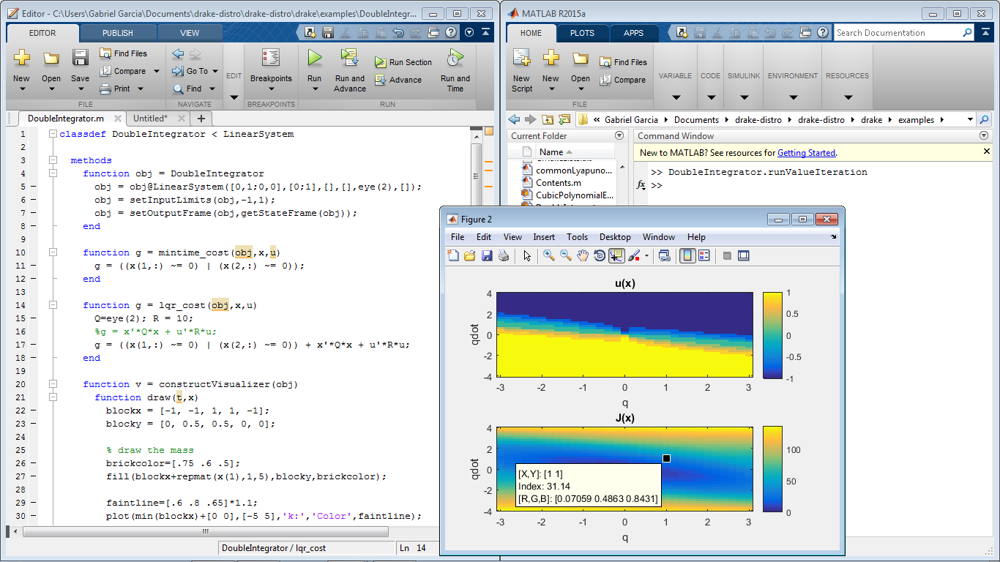 Editor - C:\Users\Gabriel Garcia\Documents\drake-distro\drake-distro\drake\examples\DoubleIntegr...
EDITOR PUBLISH VIEW
New Open Save
Find Files
Compare
Print
Go To
Find
EDIT
Breakpoints
Run
Run and Advance
Run Section
Advance
Run and Time
FILE NAVIGATE BREAKPOINTS RUN
DoubleIntegrator.m Untitled* +
1 classdef DoubleIntegrator < LinearSystem
2
3 methods
4 function obj = DoubleIntegrator
5 obj = obj@LinearSystem([0,1;0,0],[0;1],[],[],eye(2),[]);
6 obj = setInputLimits(obj,-1,1);
7 obj = setOutputFrame(obj,getStateFrame(obj));
8 end
9
10 function g = mintime_cost(obj,x,u)
11 g = ((x(1,:) ~= 0) | (x(2,:) ~= 0));
12 end
13
14 function g = lqr_cost(obj,x,u)
15 Q=eye(2); R = 10;
16 %g = x'*Q*x + u'*R*u;
17 g = ((x(1,:) ~= 0) | (x(2,:) ~= 0)) + x'*Q*x + u'*R*u;
18 end
19
20 function v = constructVisualizer(obj)
21 function draw(t,x)
22 blockx = [-1, -1, 1, 1, -1];
23 blocky = [0, 0.5, 0.5, 0, 0];
24
25 % draw the mass
26 brickcolor=[.75 .6 .5];
27 fill(blockx+repmat(x(1),1,5),blocky,brickcolor);
28
29 faintline=[.6 .8 .65]*1.1;
30 plot(min(blockx)+[0 0],[-5 5],'k:','Color',faintline);
DoubleIntegrator / lqr_cost Ln 14
MATLAB R2015a
HOME PLOTS APPS
Search Documentation
New Script
New
Open
Find Files
Compare
VARIABLE CODE SIMULINK ENVIRONMENT RESOURCES
FILE
« Gabriel Garcia Documents drake-distro drake-distro drake examples
Current Folder
Name
commonLyapuno...
Contents.m
CubicPolynomialE...
Command Window
New to MATLAB? See resources for Getting Started.
>> DoubleIntegrator.runValueIteration
fx >>
Figure 2
File Edit View Insert Tools Desktop Window Help
u(x)
4
2
0
-2
-4
qdot
-3 -2 -1 0 1 2 3
q
1
0.5
0
-0.5
-1
J(x)
4
2
0
-2
-4
qdot
[X,Y]: [1 1]
Index: 31.14
[R,G,B]: [0.07059 0.4863 0.8431]
-3 -2 -1 0 1 2 3
q
100
50
0